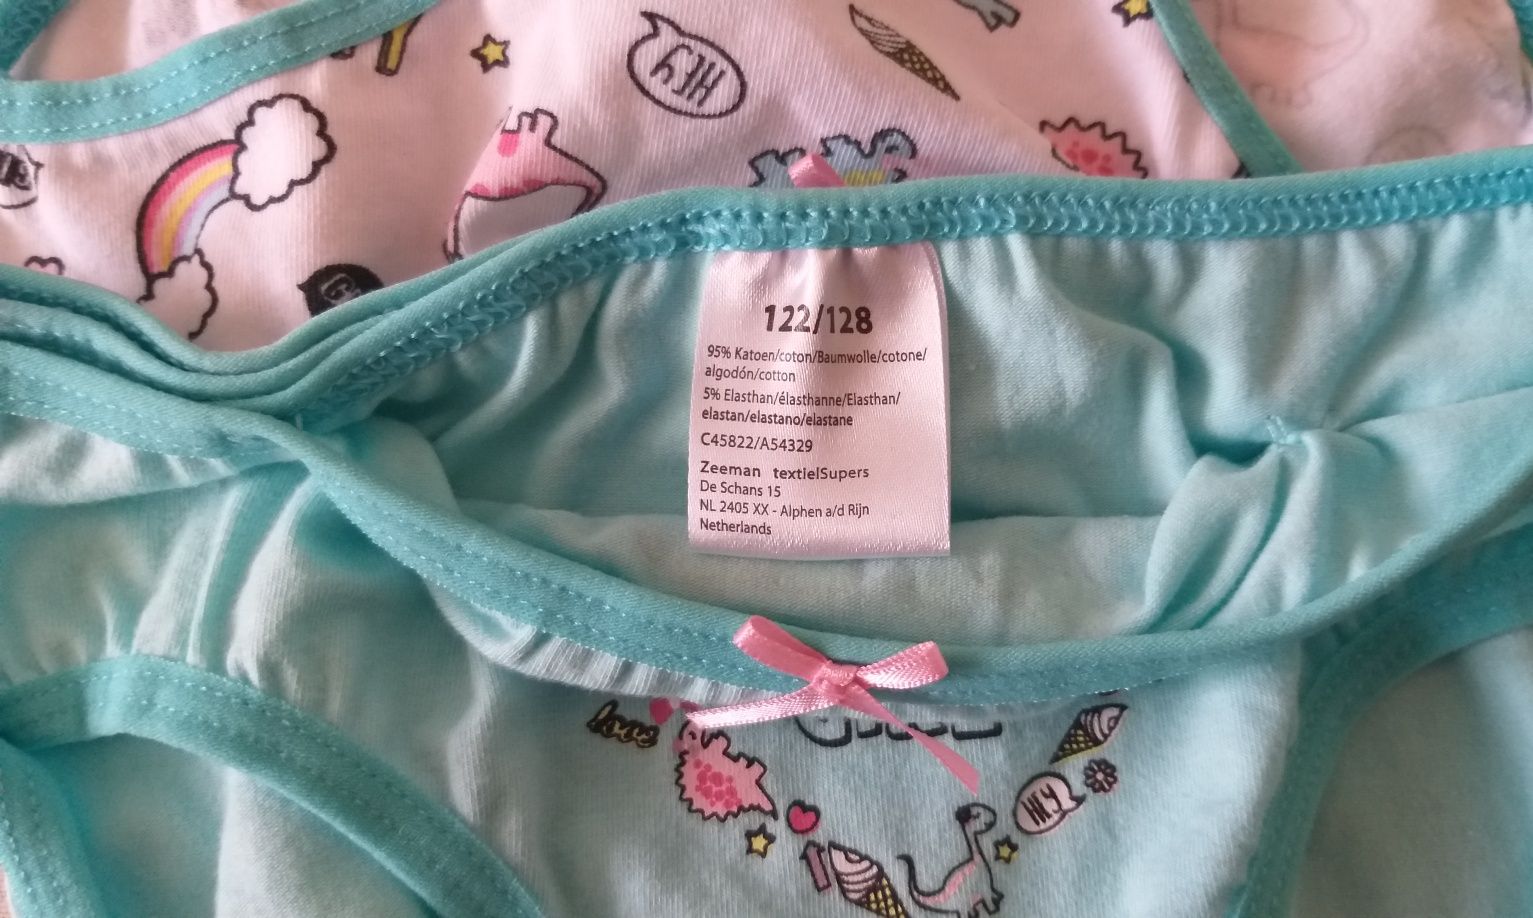 HEY
122/128
95% Katoen/coton/Baumwolle/cotone/
algodón/cotton
5% Elasthan/élasthanne/Elasthan/
elastan/elastano/elastane
C45822/A54329
Zeeman textielSupers
De Schans 15
NL 2405 XX - Alphen a/d Rijn
Netherlands
love
HEY